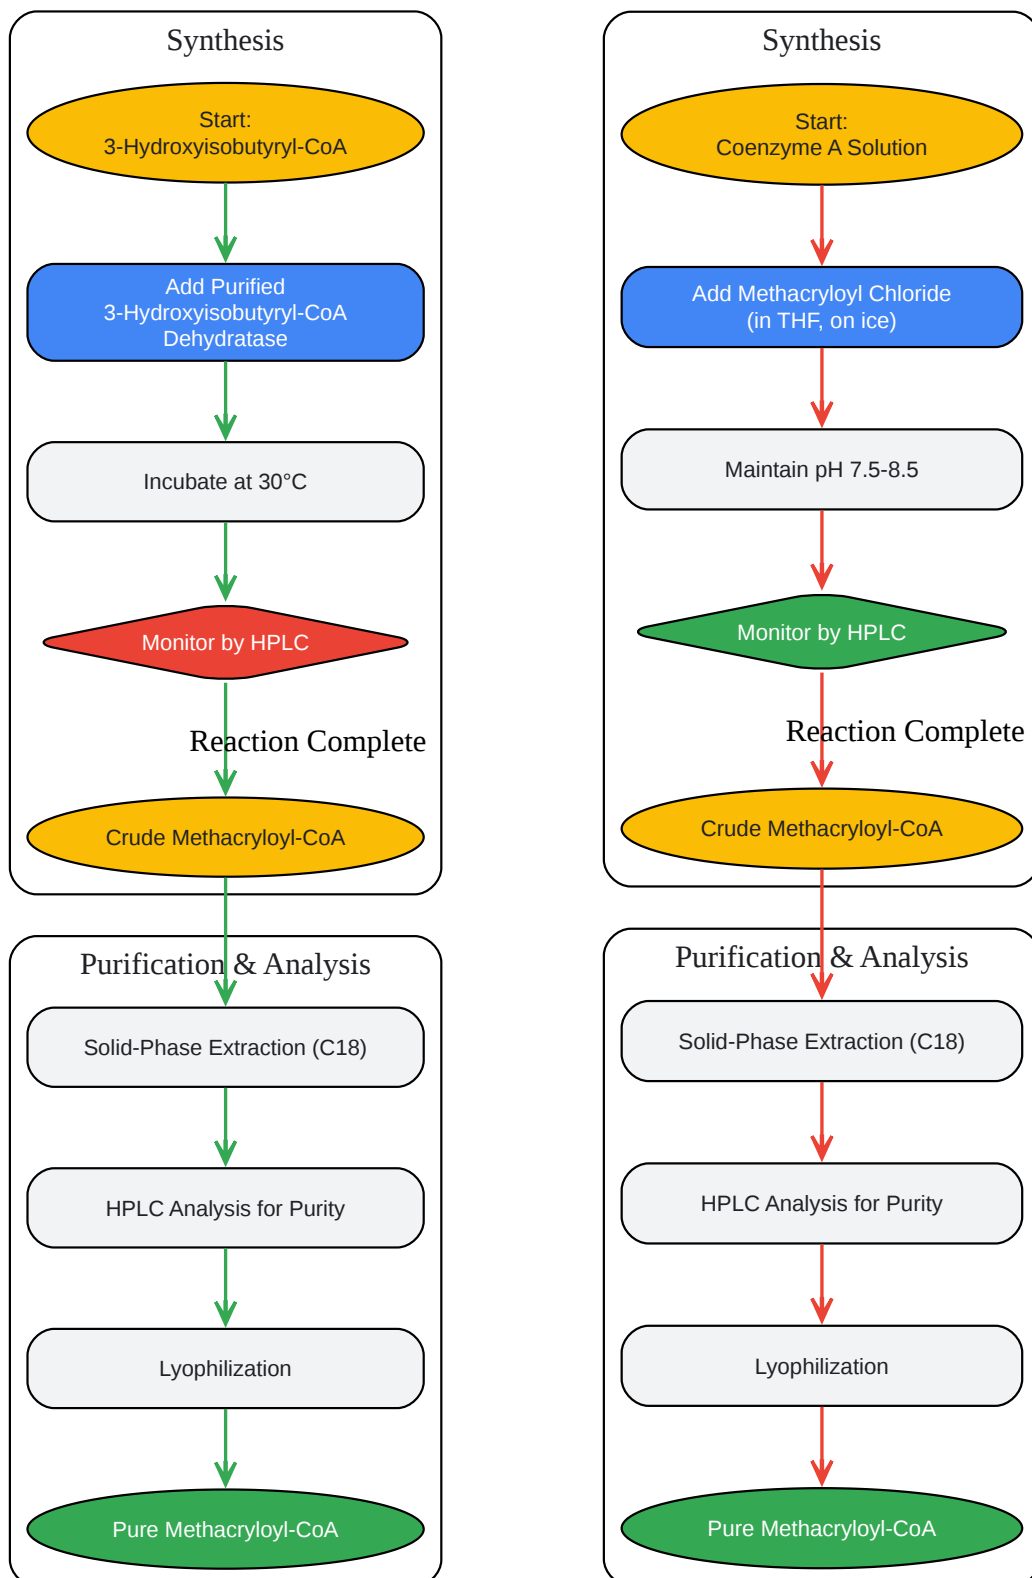 Synthesis
Start:
3-Hydroxyisobutyryl-CoA
Add Purified
3-Hydroxyisobutyryl-CoA
Dehydratase
Incubate at 30°C
Monitor by HPLC
Reaction Complete
Crude Methacryloyl-CoA
Purification & Analysis
Solid-Phase Extraction (C18)
HPLC Analysis for Purity
Lyophilization
Pure Methacryloyl-CoA
Synthesis
Start:
Coenzyme A Solution
Add Methacryloyl Chloride
(in THF, on ice)
Maintain pH 7.5-8.5
Monitor by HPLC
Reaction Complete
Crude Methacryloyl-CoA
Purification & Analysis
Solid-Phase Extraction (C18)
HPLC Analysis for Purity
Lyophilization
Pure Methacryloyl-CoA